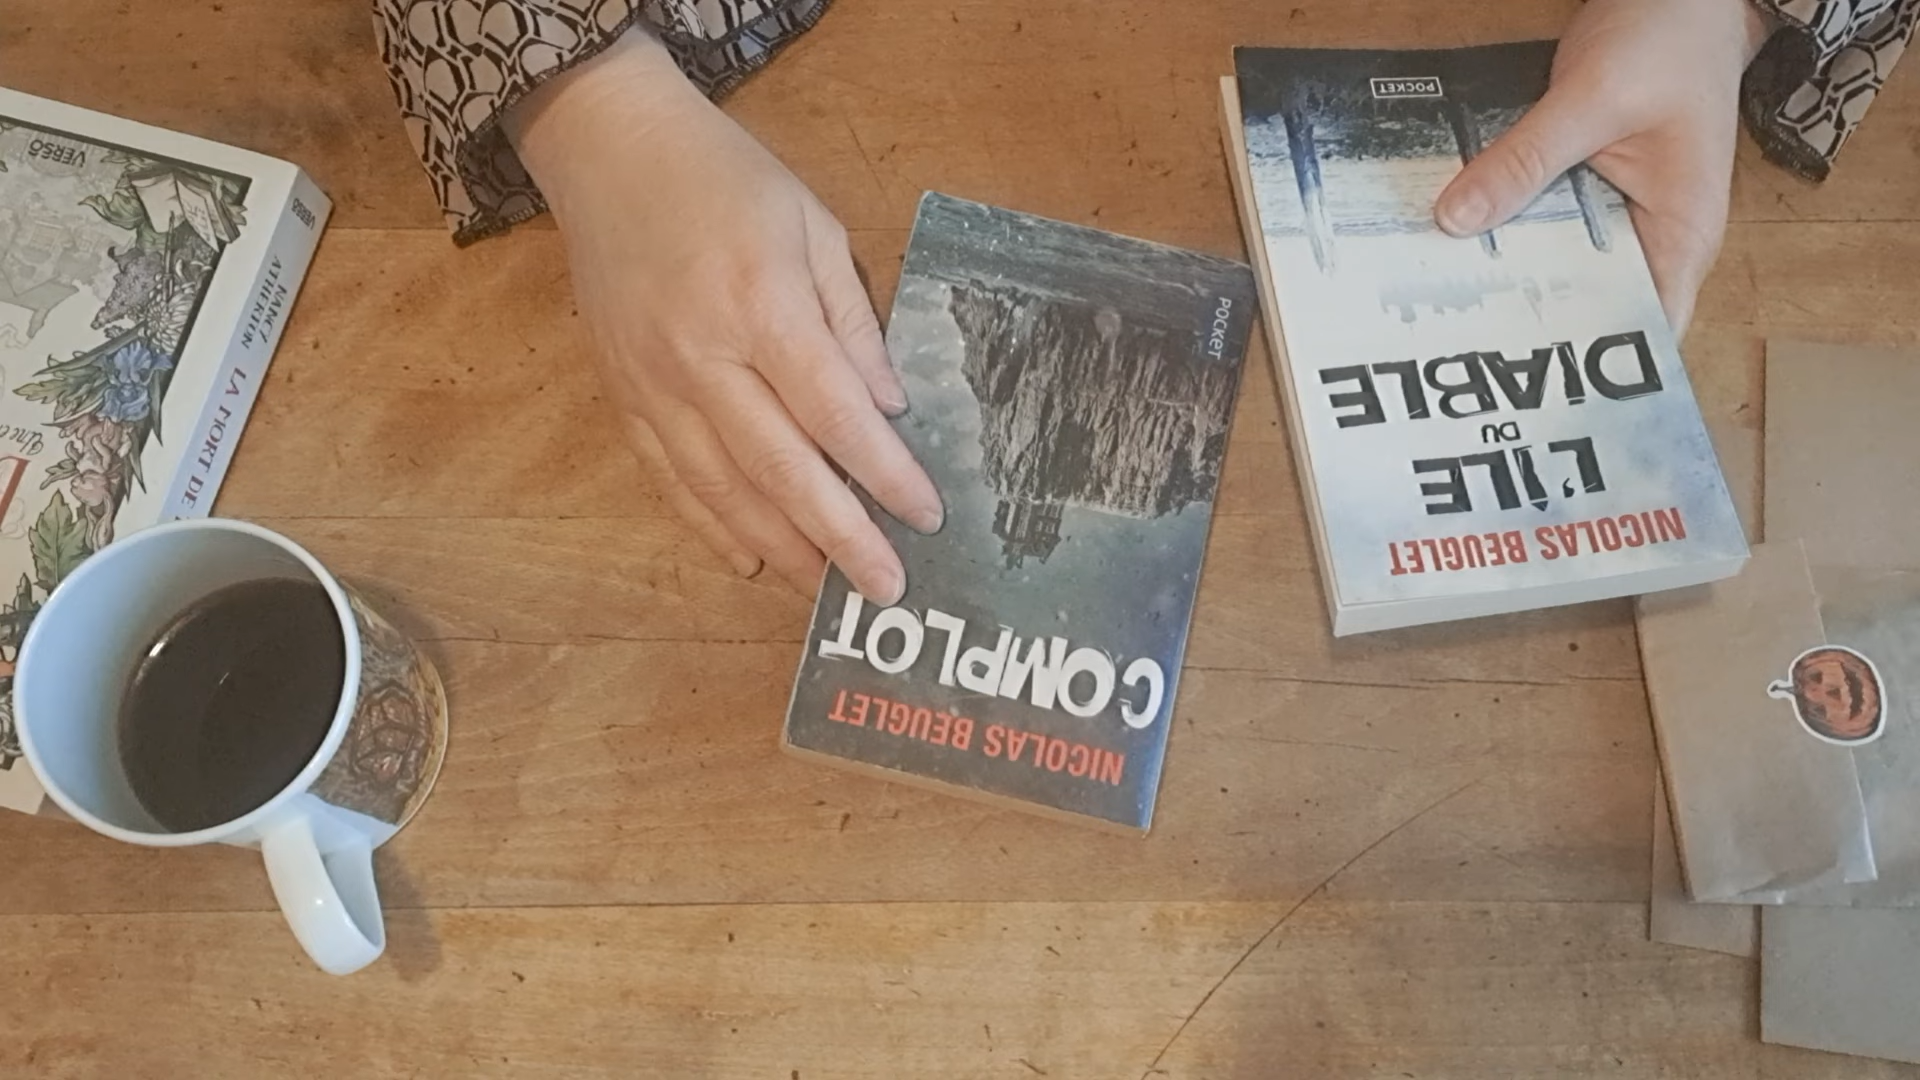 NICOLAS BEUGLET
COMPLOT
POCKET
NICOLAS BEUGLET
L'ÎLE
DU
DIABLE
POCKET
NANCY
ATHERTON
LA MORT DE
VERSO
VERSO